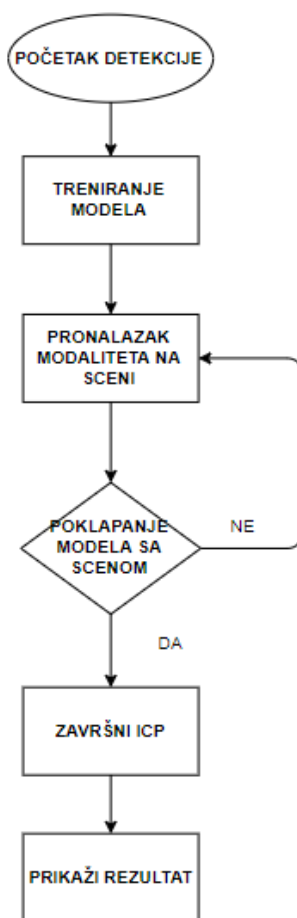 POČETAK DETEKCIJE
TRENIRANJE
MODELA
PRONALAZAK
MODALITETA NA
SCENI
POKLAPANJE
MODELA SA
SCENOM
NE
DA
ZAVRŠNI ICP
PRIKAŽI REZULTAT